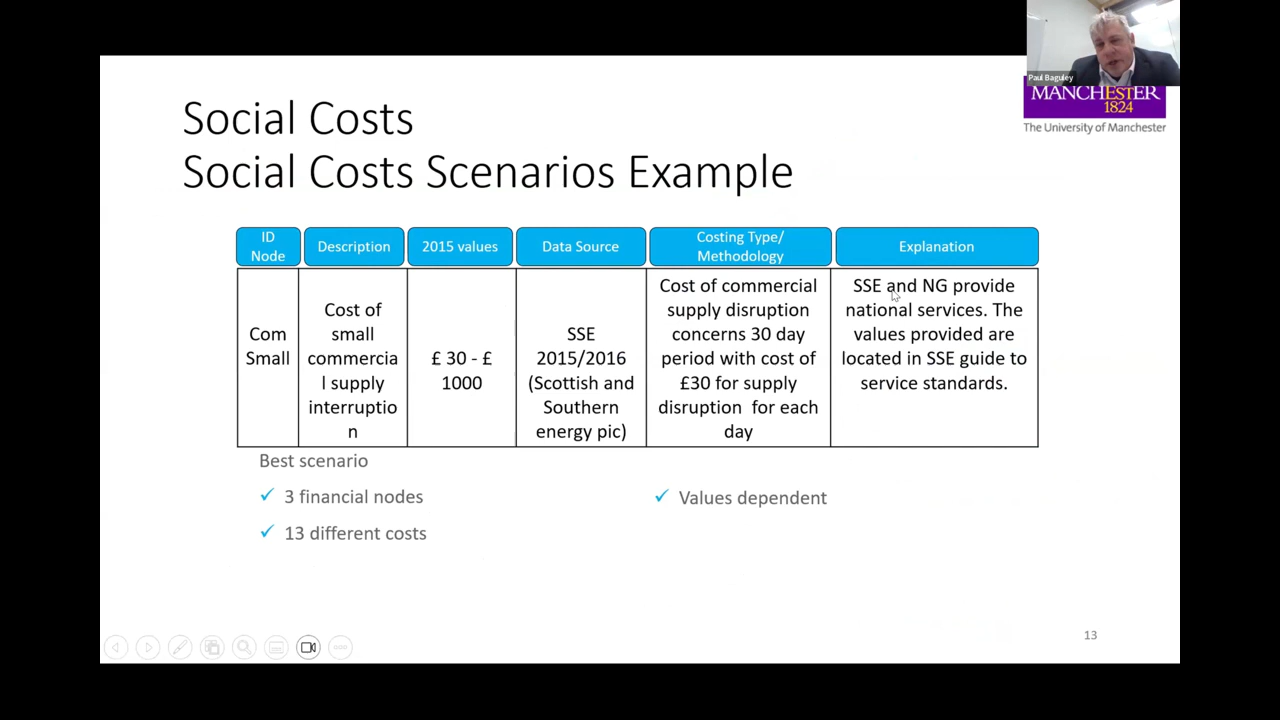 Paul Baguley
MANCHESTER
1824
The University of Manchester
Social Costs
Social Costs Scenarios Example
ID
Node
Description
2015 values
Data Source
Costing Type/
Methodology
Explanation
Com
Small
Cost of
small
commercia
l supply
interruptio
n
£ 30 - £
1000
SSE
2015/2016
(Scottish and
Southern
energy pic)
Cost of commercial
supply disruption
concerns 30 day
period with cost of
£30 for supply
disruption for each
day
SSE and NG provide
national services. The
values provided are
located in SSE guide to
service standards.
Best scenario
✓ 3 financial nodes
✓ 13 different costs
✓ Values dependent
13